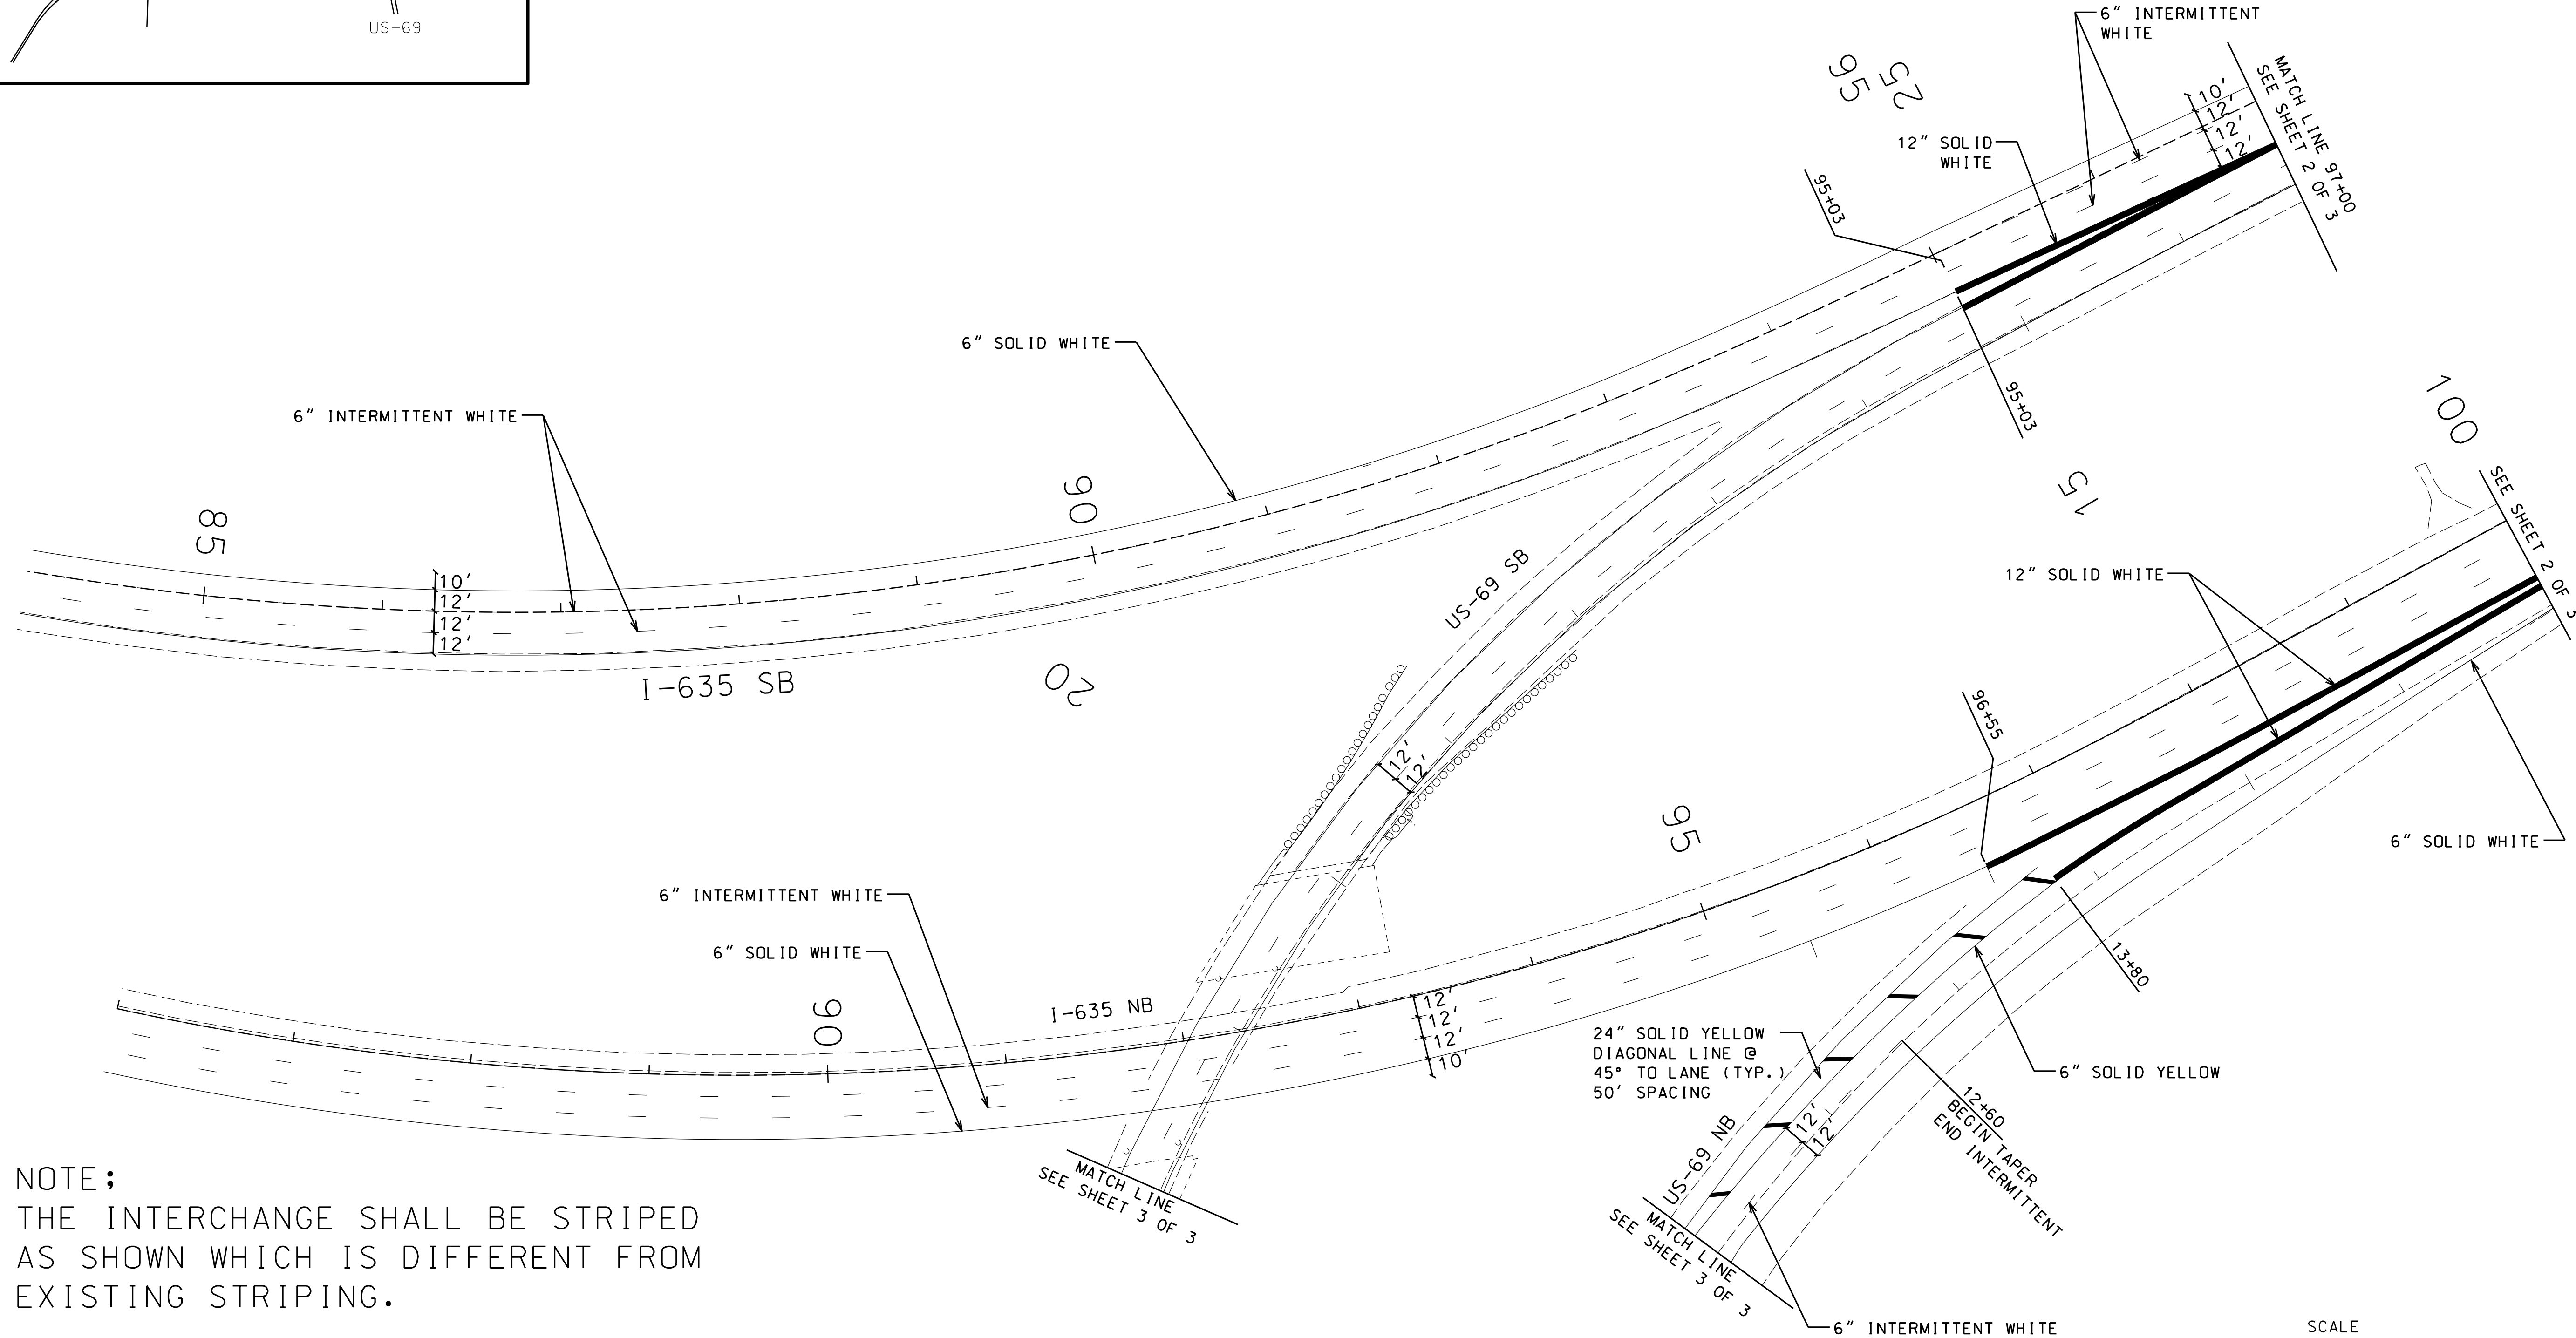 US-69
6" INTERMITTENT
WHITE
MATCH LINE 97+00
SEE SHEET 2 OF 3
10'
12'
12'
12'
25
95
12" SOLID
WHITE
95+03
95+03
6" SOLID WHITE
6" INTERMITTENT WHITE
85
90
10'
12'
12'
12'
I-635 SB
20
US-69 SB
15
100
SEE SHEET 2 OF 3
12" SOLID WHITE
96+55
12'
12'
95
6" SOLID WHITE
6" INTERMITTENT WHITE
6" SOLID WHITE
90
I-635 NB
12'
12'
12'
10'
13+80
24" SOLID YELLOW
DIAGONAL LINE @
45° TO LANE (TYP.)
50' SPACING
6" SOLID YELLOW
12+60
BEGIN TAPER
END INTERMITTENT
12'
12'
US-69 NB
MATCH LINE
SEE SHEET 3 OF 3
MATCH LINE
SEE SHEET 3 OF 3
6" INTERMITTENT WHITE
NOTE;
THE INTERCHANGE SHALL BE STRIPED
AS SHOWN WHICH IS DIFFERENT FROM
EXISTING STRIPING.
SCALE